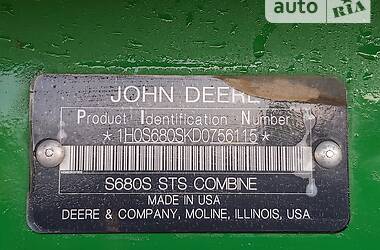 auto RIA
JOHN DEERE
Product Identification Number
*1H0S680SKD0756115*
S680S STS COMBINE
MADE IN USA
DEERE & COMPANY, MOLINE, ILLINOIS, USA